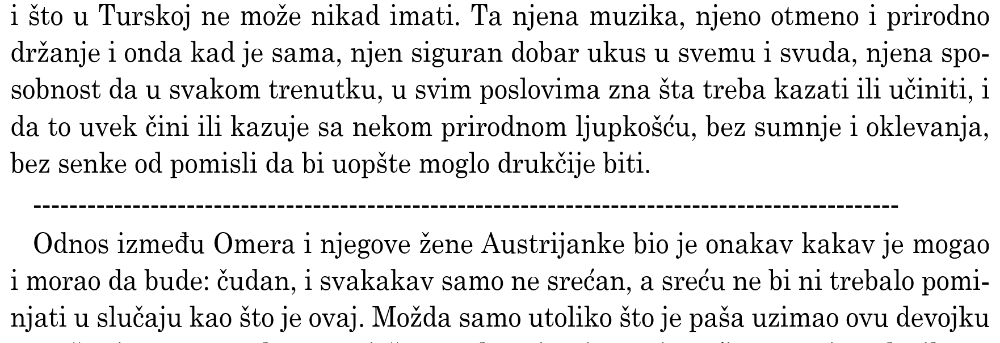 i što u Turskoj ne može nikad imati. Ta njena muzika, njeno otmeno i prirodno
držanje i onda kad je sama, njen siguran dobar ukus u svemu i svuda, njena spo-
sobnost da u svakom trenutku, u svim poslovima zna šta treba kazati ili učiniti, i
da to uvek čini ili kazuje sa nekom prirodnom ljupkošću, bez sumnje i oklevanja,
bez senke od pomisli da bi uopšte moglo drukčije biti.
------------------------------------------------------------------------------------------------
Odnos između Omera i njegove žene Austrijanke bio je onakav kakav je mogao
i morao da bude: čudan, i svakakav samo ne srećan, a sreću ne bi ni trebalo pomi-
njati u slučaju kao što je ovaj. Možda samo utoliko što je paša uzimao ovu devojku